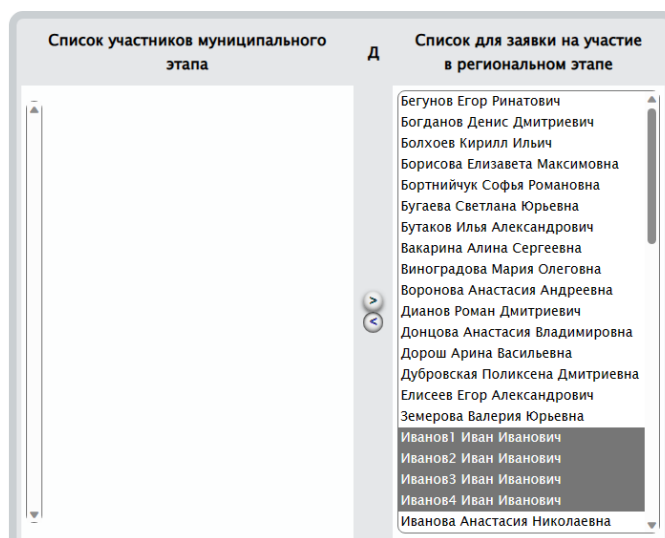 Список участников муниципального
этапа
Д
Список для заявки на участие
в региональном этапе
Бегунов Егор Ринатович
Богданов Денис Дмитриевич
Болхоев Кирилл Ильич
Борисова Елизавета Максимовна
Бортнийчук Софья Романовна
Бугаева Светлана Юрьевна
Бутаков Илья Александрович
Вакарина Алина Сергеевна
Виноградова Мария Олеговна
Воронова Анастасия Андреевна
Дианов Роман Дмитриевич
Донцова Анастасия Владимировна
Дорош Арина Васильевна
Дубровская Поликсена Дмитриевна
Елисеев Егор Александрович
Земерова Валерия Юрьевна
Иванов1 Иван Иванович
Иванов2 Иван Иванович
Иванов3 Иван Иванович
Иванов4 Иван Иванович
Иванова Анастасия Николаевна
>
<